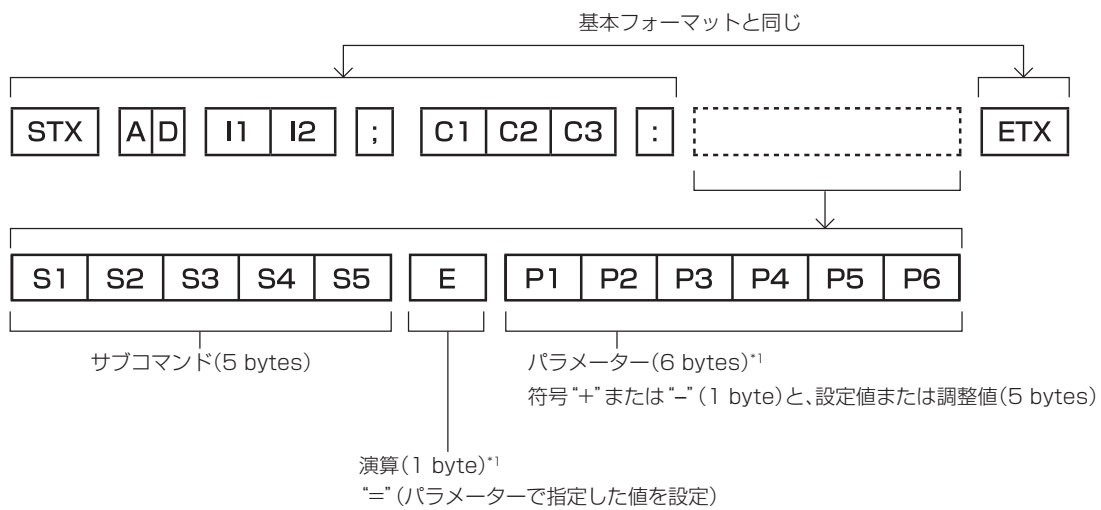 基本フォーマットと同じ
STX AD I1 I2 ; C1 C2 C3 : ETX
S1 S2 S3 S4 S5 E P1 P2 P3 P4 P5 P6
サブコマンド(5 bytes)
パラメーター(6 bytes)*1
符号“+”または“–”(1 byte)と、設定値または調整値(5 bytes)
演算(1 byte)*1
“=”(パラメーターで指定した値を設定)